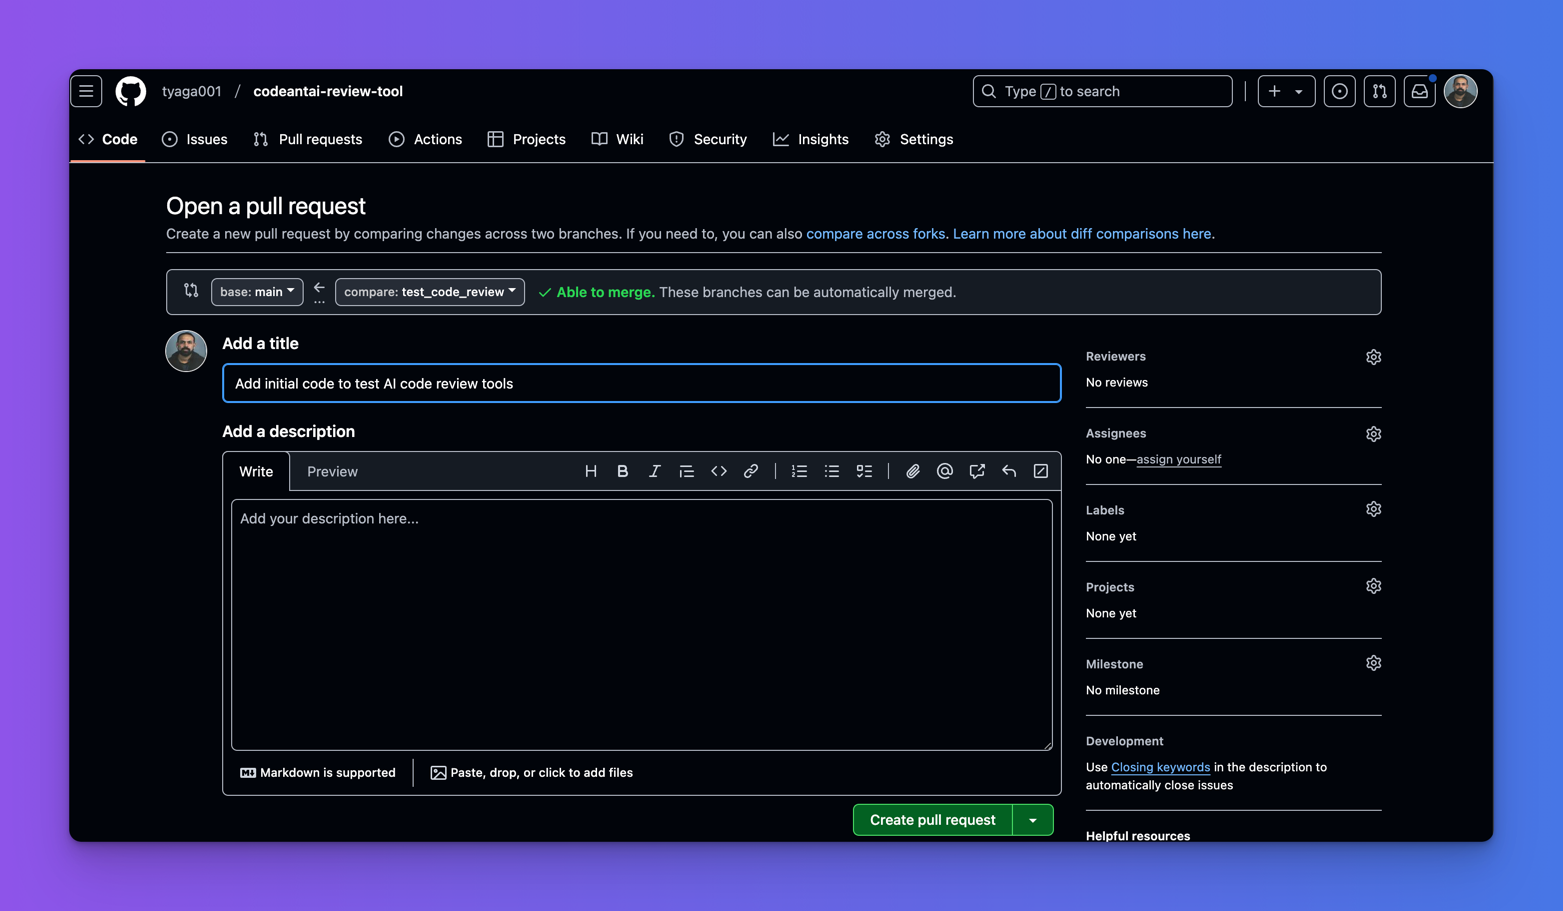 tyaga001 / codeantai-review-tool
Type / to search
Code Issues Pull requests Actions Projects Wiki Security Insights Settings
Open a pull request
Create a new pull request by comparing changes across two branches. If you need to, you can also compare across forks. Learn more about diff comparisons here.
base: main ← ... compare: test_code_review ✓ Able to merge. These branches can be automatically merged.
Add a title
Add initial code to test AI code review tools
Add a description
Write Preview H B I
Add your description here...
Markdown is supported
Paste, drop, or click to add files
Create pull request
Reviewers
No reviews
Assignees
No one—assign yourself
Labels
None yet
Projects
None yet
Milestone
No milestone
Development
Use Closing keywords in the description to
automatically close issues
Helpful resources